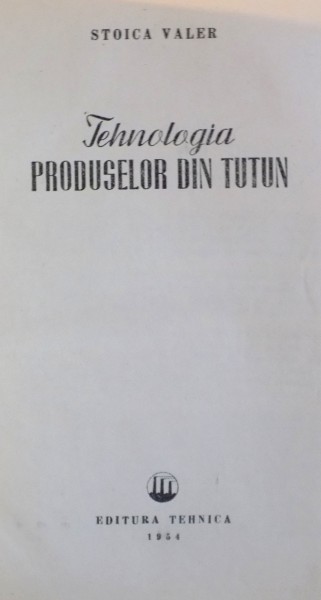 STOICA VALER
Tehnologia
PRODUSELOR DIN TUTUN
EDITURA TEHNICA
1954